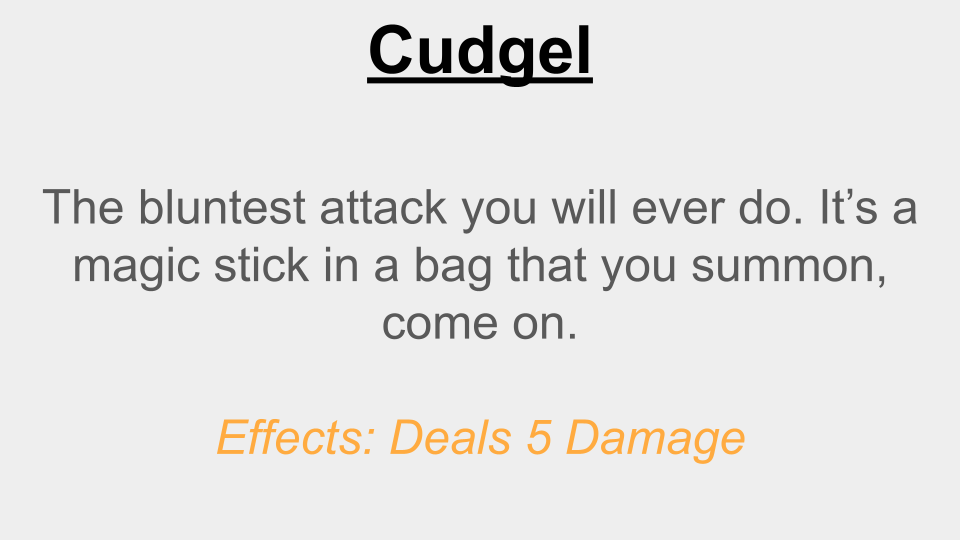 Cudgel
The bluntest attack you will ever do. It’s a
magic stick in a bag that you summon,
come on.
Effects: Deals 5 Damage